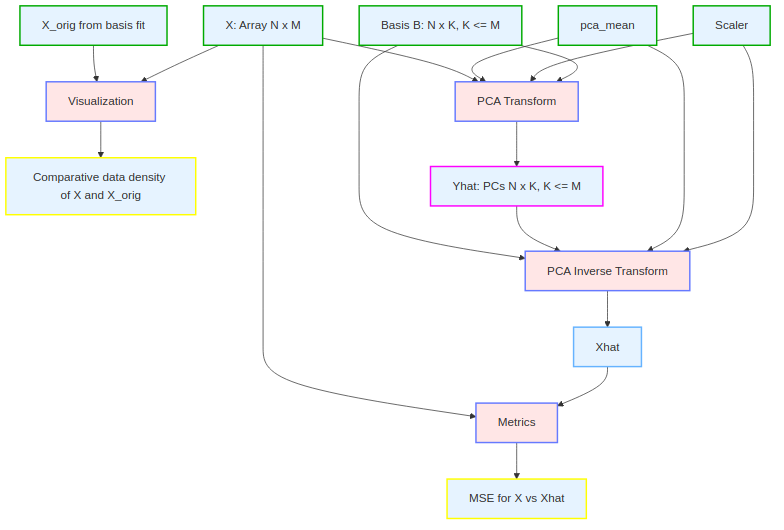 X_orig from basis fit
X: Array N x M
Basis B: N x K, K <= M
pca_mean
Scaler
Visualization
PCA Transform
Comparative data density
of X and X_orig
Yhat: PCs N x K, K <= M
PCA Inverse Transform
Xhat
Metrics
MSE for X vs Xhat